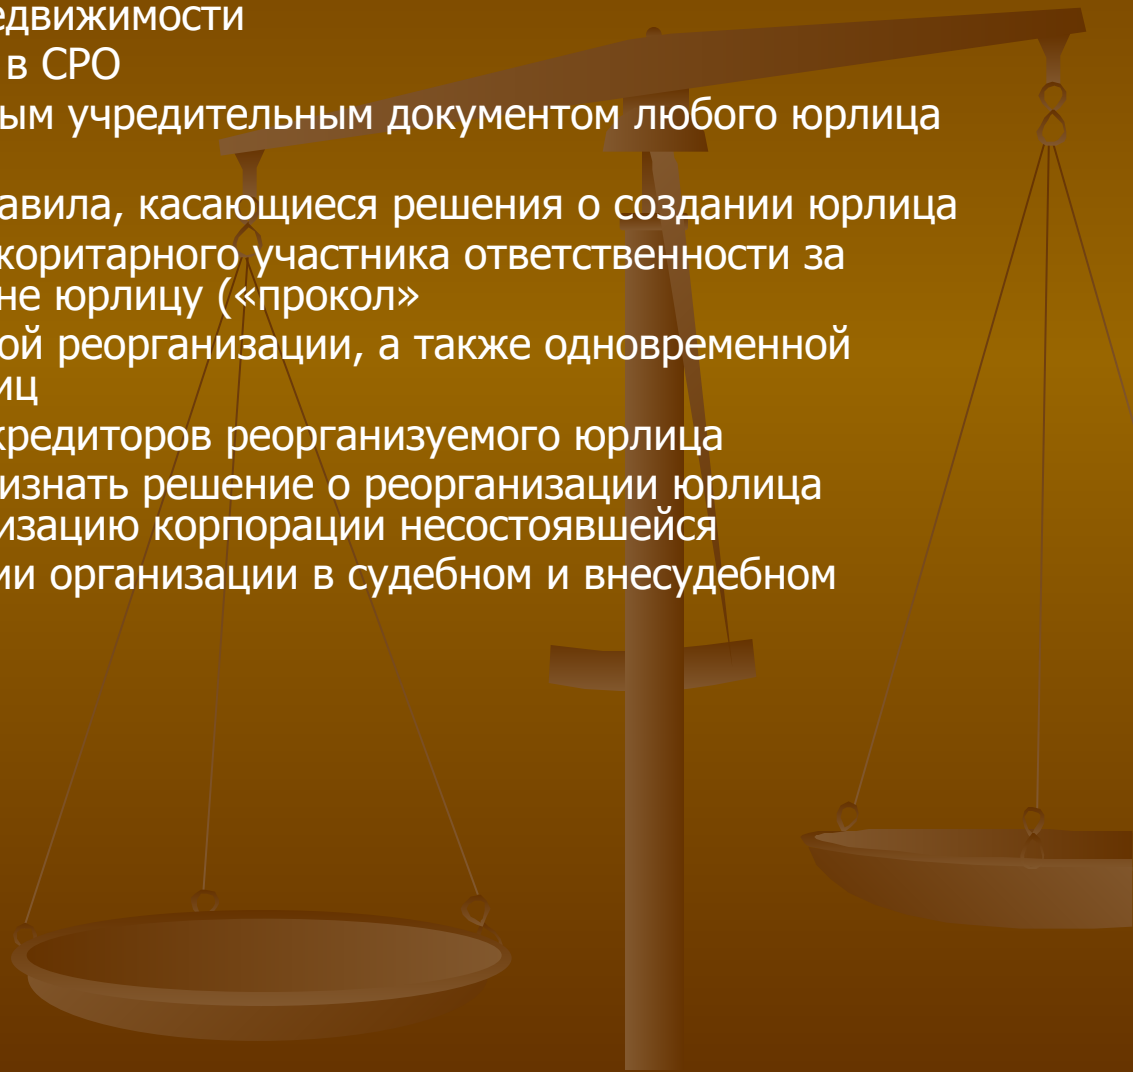 едвижимости
в СРО
ым учредительным документом любого юрлица
авила, касающиеся решения о создании юрлица
коритарного участника ответственности за
не юрлицу («прокол»
ой реорганизации, а также одновременной
иц
кредиторов реорганизуемого юрлица
изнать решение о реорганизации юрлица
изацию корпорации несостоявшейся
ии организации в судебном и внесудебном